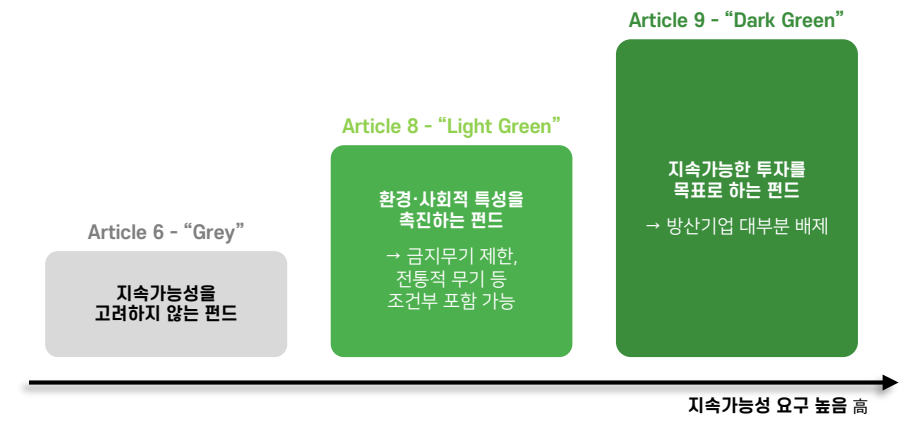 Article 6 - “Grey”
지속가능성을
고려하지 않는 펀드
Article 8 - “Light Green”
환경·사회적 특성을
촉진하는 펀드
→ 금지무기 제한,
전통적 무기 등
조건부 포함 가능
Article 9 - “Dark Green”
지속가능한 투자를
목표로 하는 펀드
→ 방산기업 대부분 배제
지속가능성 요구 높음 高